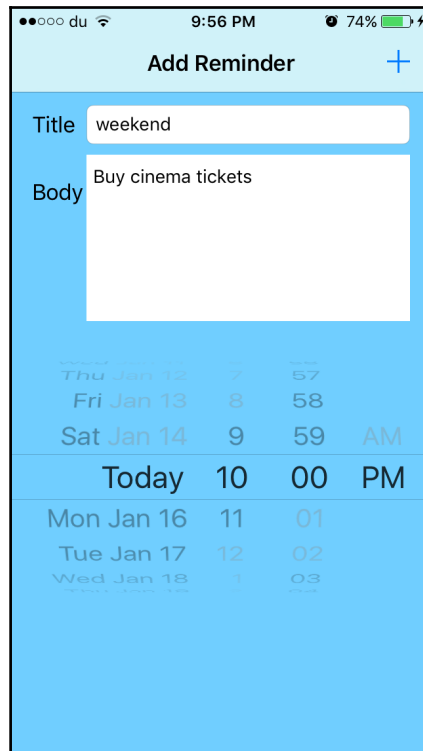 du 9:56 PM 74%
Add Reminder +
Title weekend
Body Buy cinema tickets
Thu Jan 12 7 57
Fri Jan 13 8 58
Sat Jan 14 9 59 AM
Today 10 00 PM
Mon Jan 16 11 01
Tue Jan 17 12 02
Wed Jan 18 1 03